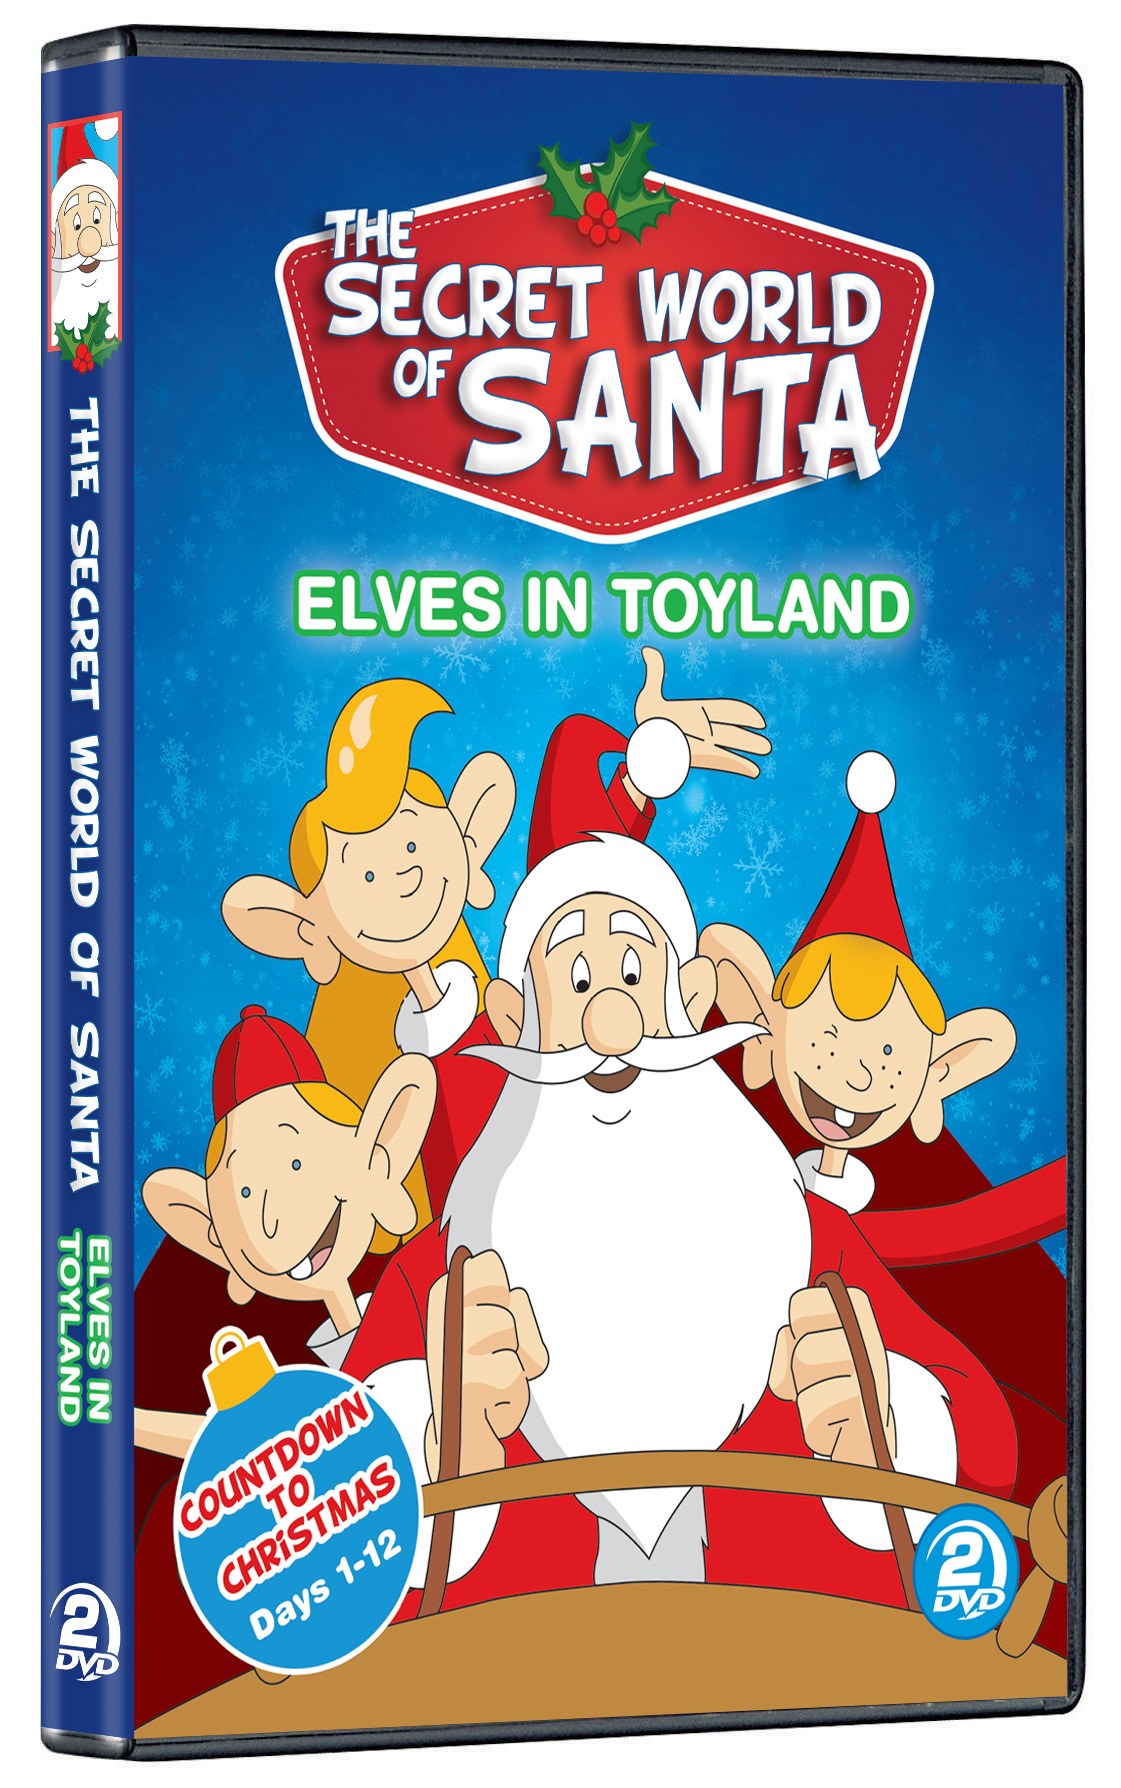 THE
SECRET WORLD
OF SANTA
ELVES IN TOYLAND
COUNTDOWN
TO
CHRiSTMAS
Days 1-12
2
DVD
THE SECRET WORLD OF SANTA
ELVES IN
TOYLAND
2
DVD